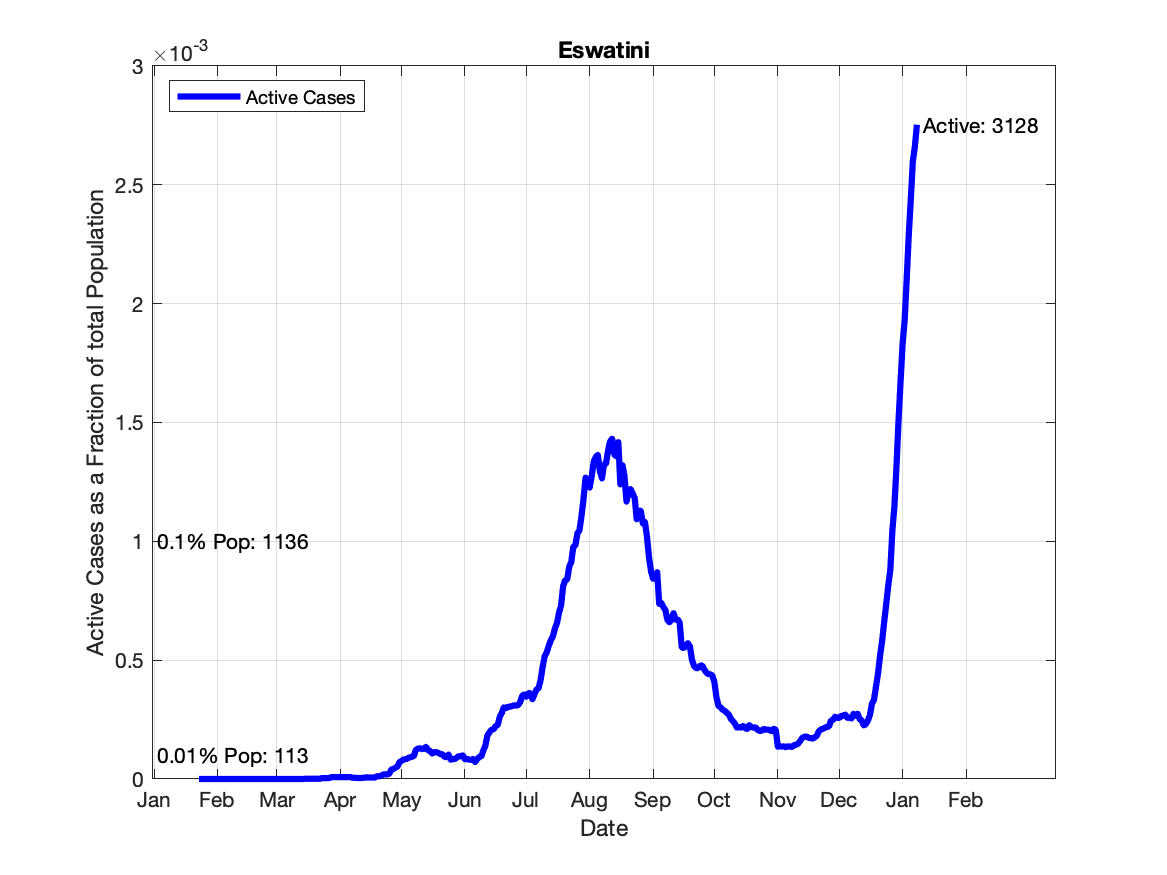 Eswatini
×10-3
3
2.5
2
1.5
1
0.5
0
Active Cases
Active: 3128
0.1% Pop: 1136
0.01% Pop: 113
Active Cases as a Fraction of total Population
Jan Feb Mar Apr May Jun Jul Aug Sep Oct Nov Dec Jan Feb
Date